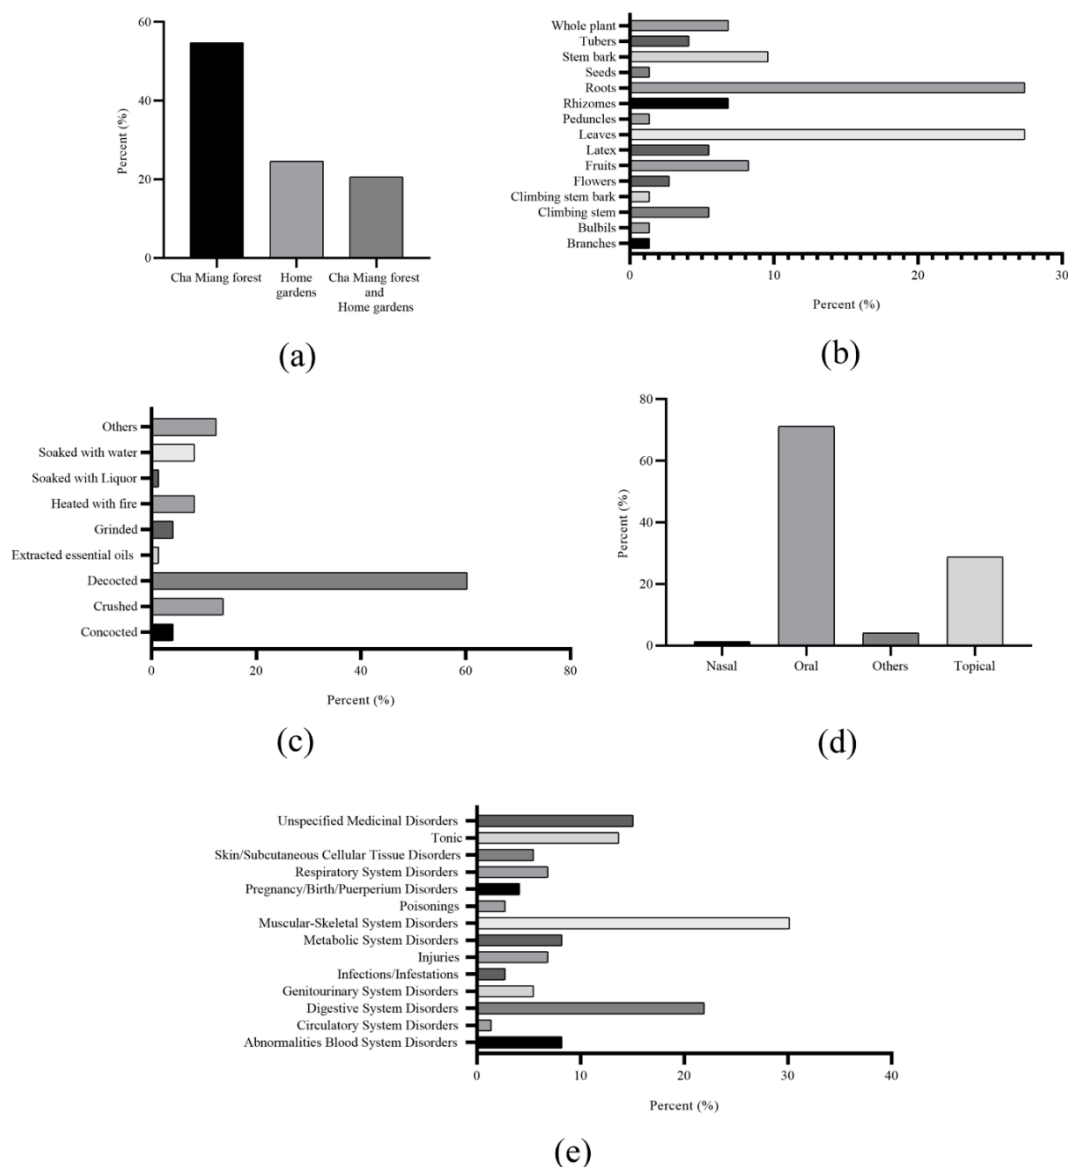 60
40
20
0
Percent (%)
Cha Miang forest
Home
gardens
Cha Miang forest
and
Home gardens
(a)
Whole plant
Tubers
Stem bark
Seeds
Roots
Rhizomes
Peduncles
Leaves
Latex
Fruits
Flowers
Climbing stem bark
Climbing stem
Bulbils
Branches
0
10
20
30
Percent (%)
(b)
Others
Soaked with water
Soaked with Liquor
Heated with fire
Grinded
Extracted essential oils
Decocted
Crushed
Concocted
0
20
40
60
80
Percent (%)
(c)
80
60
40
20
0
Percent (%)
Nasal
Oral
Others
Topical
(d)
Unspecified Medicinal Disorders
Tonic
Skin/Subcutaneous Cellular Tissue Disorders
Respiratory System Disorders
Pregnancy/Birth/Puerperium Disorders
Poisonings
Muscular-Skeletal System Disorders
Metabolic System Disorders
Injuries
Infections/Infestations
Genitourinary System Disorders
Digestive System Disorders
Circulatory System Disorders
Abnormalities Blood System Disorders
0
10
20
30
40
Percent (%)
(e)